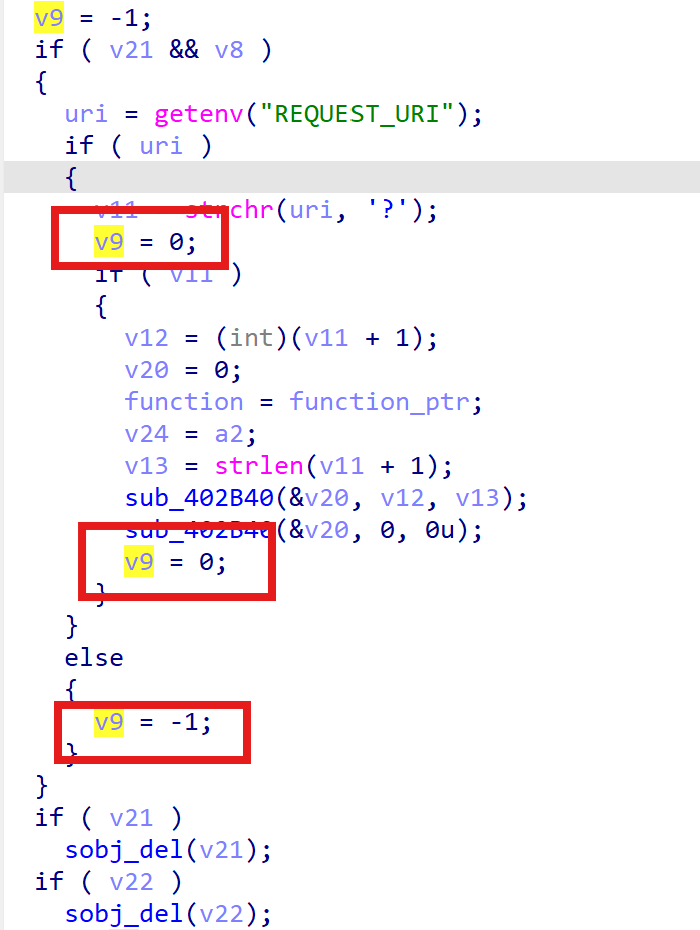 v9 = -1;
if ( v21 && v8 )
{
uri = getenv("REQUEST_URI");
if ( uri )
{
v11 = strchr(uri, '?');
v9 = 0;
if ( v11 )
{
v12 = (int)(v11 + 1);
v20 = 0;
function = function_ptr;
v24 = a2;
v13 = strlen(v11 + 1);
sub_402B40(&v20, v12, v13);
sub_402B40(&v20, 0, 0u);
v9 = 0;
}
}
else
{
v9 = -1;
}
}
if ( v21 )
sobj_del(v21);
if ( v22 )
sobj_del(v22);